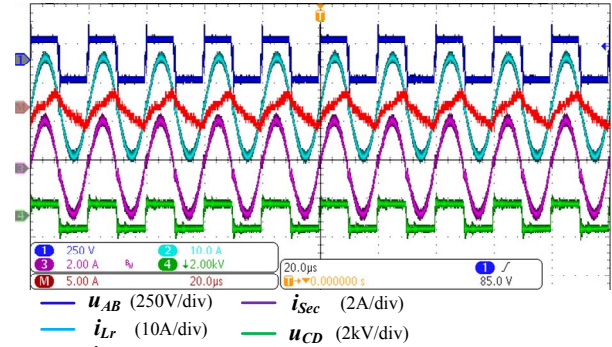 T
1
M
3
4
1 250 V 2 10.0 A
3 2.00 A BW 4 ↓2.00kV
M 5.00 A 20.0µs
20.0µs 1 ∫
T→▾0.000000 s 85.0 V
u_AB (250V/div) i_Sec (2A/div)
i_Lr (10A/div) u_CD (2kV/div)